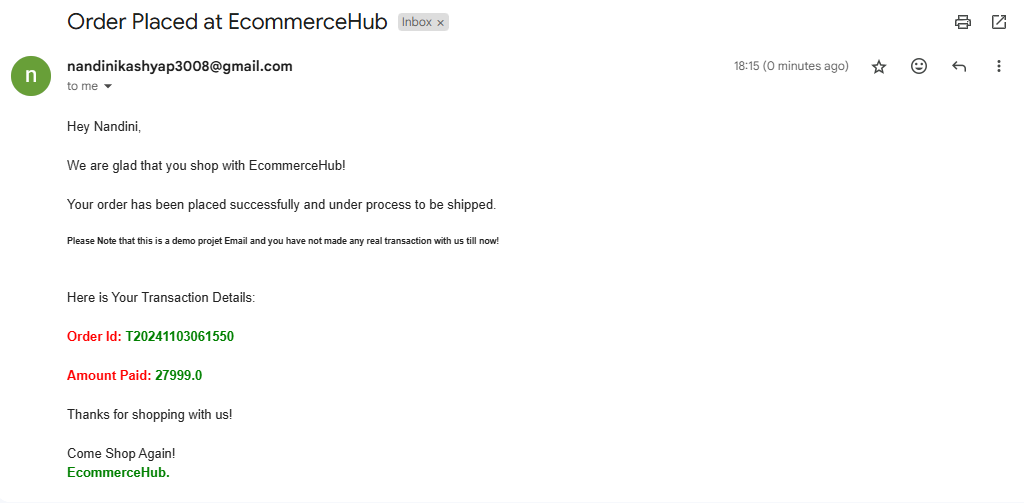 Order Placed at EcommerceHub Inbox ×
n
nandinikashyap3008@gmail.com 18:15 (0 minutes ago)
to me
Hey Nandini,
We are glad that you shop with EcommerceHub!
Your order has been placed successfully and under process to be shipped.
Please Note that this is a demo projet Email and you have not made any real transaction with us till now!
Here is Your Transaction Details:
Order Id: T20241103061550
Amount Paid: 27999.0
Thanks for shopping with us!
Come Shop Again!
EcommerceHub.